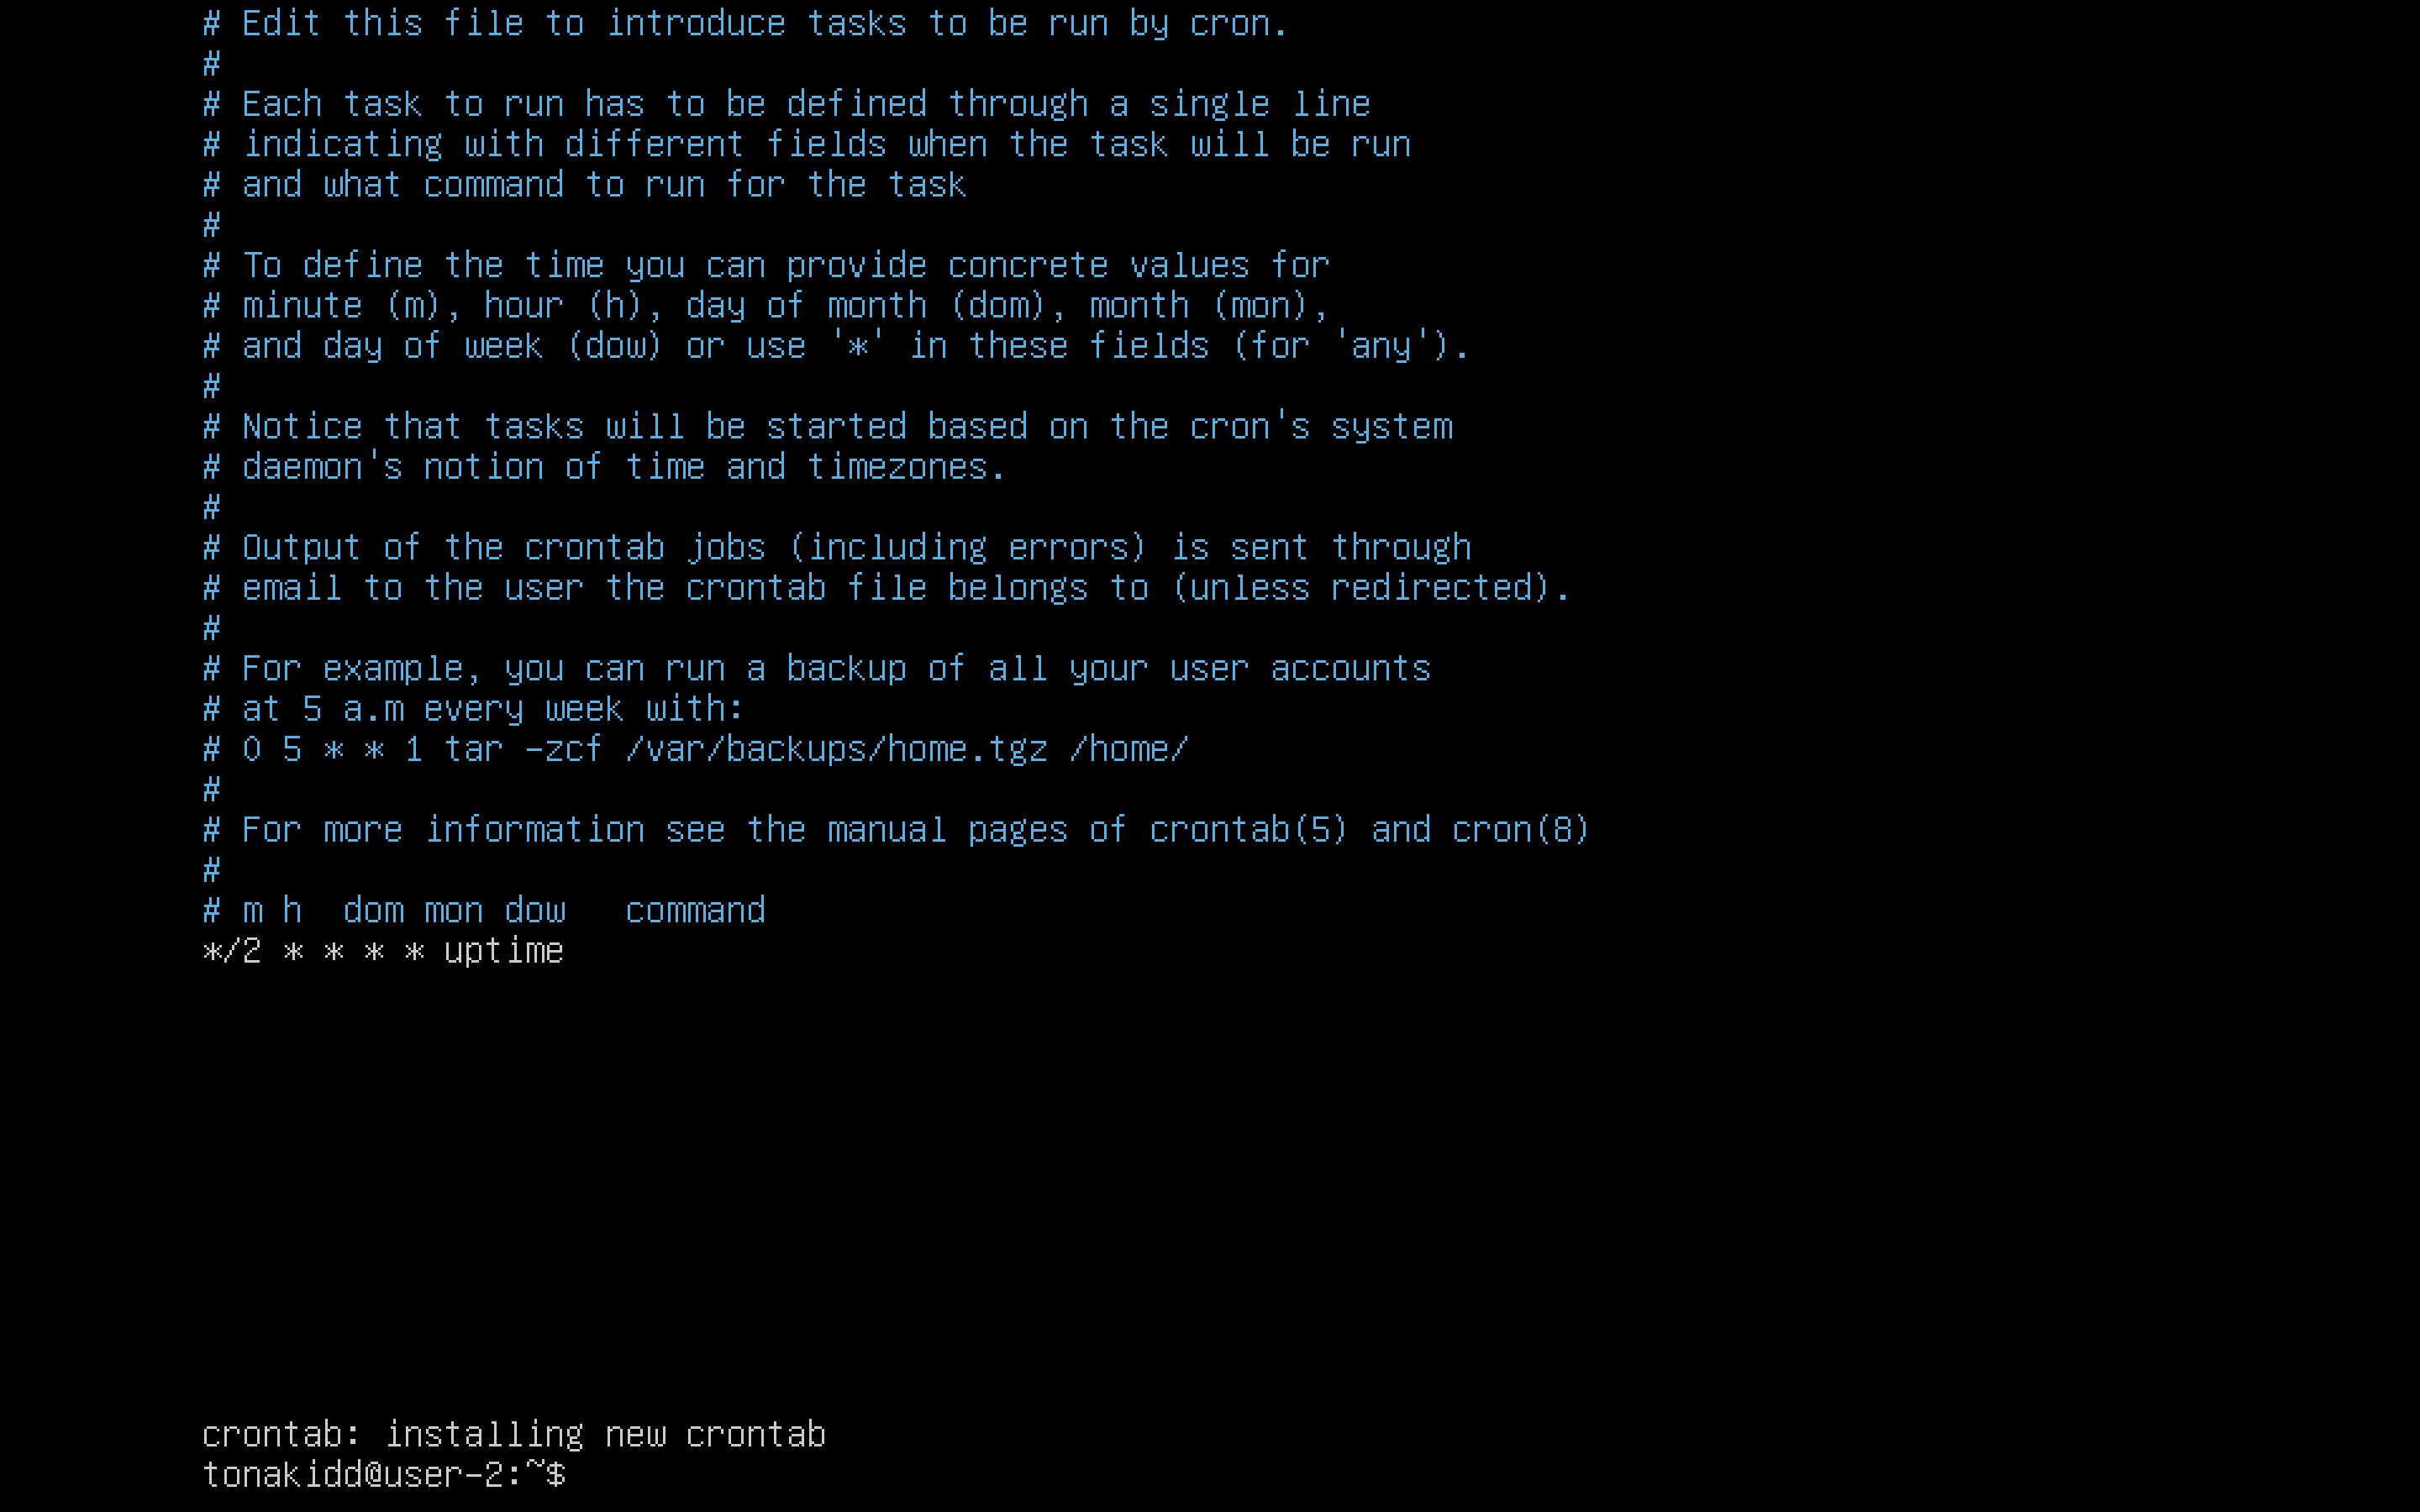 # Edit this file to introduce tasks to be run by cron.
#
# Each task to run has to be defined through a single line
# indicating with different fields when the task will be run
# and what command to run for the task
#
# To define the time you can provide concrete values for
# minute (m), hour (h), day of month (dom), month (mon),
# and day of week (dow) or use '*' in these fields (for 'any').
#
# Notice that tasks will be started based on the cron's system
# daemon's notion of time and timezones.
#
# Output of the crontab jobs (including errors) is sent through
# email to the user the crontab file belongs to (unless redirected).
#
# For example, you can run a backup of all your user accounts
# at 5 a.m every week with:
# 0 5 * * 1 tar -zcf /var/backups/home.tgz /home/
#
# For more information see the manual pages of crontab(5) and cron(8)
#
# m h  dom mon dow   command
*/2 * * * * uptime
crontab: installing new crontab
tonakidd@user-2:~$